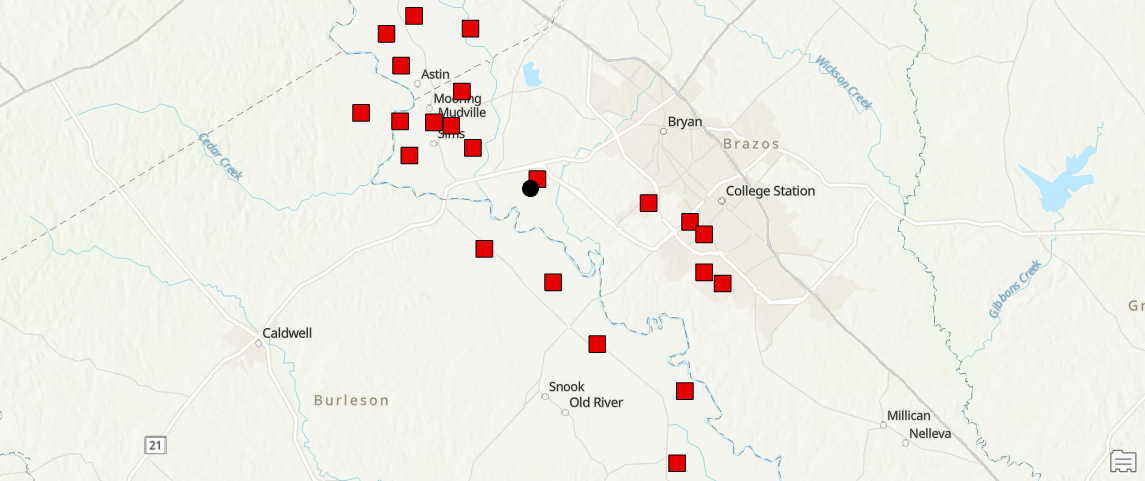 Astin
Mooring
Mudville
Sims
Wickson Creek
Bryan
Brazos
Cedar Creek
College Station
Gibbons Creek
Gr
Caldwell
Snook
Old River
Burleson
Millican
Nelleva
21